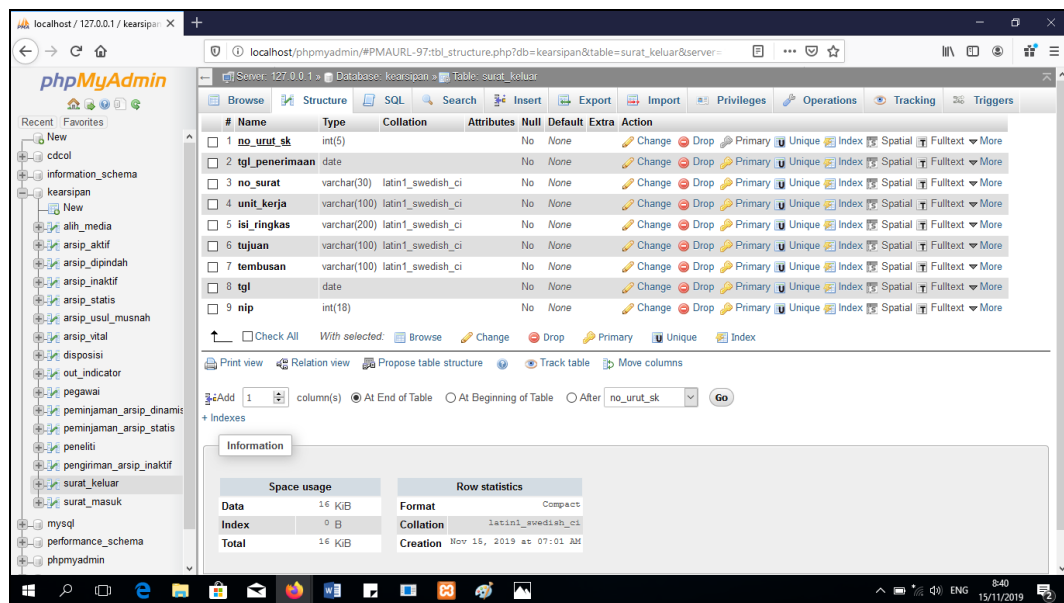 localhost / 127.0.0.1 / kearsipan
localhost/phpmyadmin/#PMAURL-97:tbl_structure.php?db=kearsipan&table=surat_keluar&server=
phpMyAdmin
Recent Favorites
New
cdcol
information_schema
kearsipan
New
alih_media
arsip_aktif
arsip_dipindah
arsip_inaktif
arsip_statis
arsip_usul_musnah
arsip_vital
disposisi
out_indicator
pegawai
peminjaman_arsip_dinamis
peminjaman_arsip_statis
peneliti
pengiriman_arsip_inaktif
surat_keluar
surat_masuk
mysql
performance_schema
phpmyadmin
Server: 127.0.0.1 » Database: kearsipan » Table: surat_keluar
Browse Structure SQL Search Insert Export Import Privileges Operations Tracking Triggers
# Name Type Collation Attributes Null Default Extra Action
1 no_urut_sk int(5) No None Change Drop Primary Unique Index Spatial Fulltext More
2 tgl_penerimaan date No None Change Drop Primary Unique Index Spatial Fulltext More
3 no_surat varchar(30) latin1_swedish_ci No None Change Drop Primary Unique Index Spatial Fulltext More
4 unit_kerja varchar(100) latin1_swedish_ci No None Change Drop Primary Unique Index Spatial Fulltext More
5 isi_ringkas varchar(200) latin1_swedish_ci No None Change Drop Primary Unique Index Spatial Fulltext More
6 tujuan varchar(100) latin1_swedish_ci No None Change Drop Primary Unique Index Spatial Fulltext More
7 tembusan varchar(100) latin1_swedish_ci No None Change Drop Primary Unique Index Spatial Fulltext More
8 tgl date No None Change Drop Primary Unique Index Spatial Fulltext More
9 nip int(18) No None Change Drop Primary Unique Index Spatial Fulltext More
Check All With selected: Browse Change Drop Primary Unique Index
Print view Relation view Propose table structure Track table Move columns
Add 1 column(s) At End of Table At Beginning of Table After no_urut_sk Go
+ Indexes
Information
Space usage
Data 16 KiB
Index 0 B
Total 16 KiB
Row statistics
Format Compact
Collation latin1_swedish_ci
Creation Nov 15, 2019 at 07:01 AM
ENG
8:40
15/11/2019